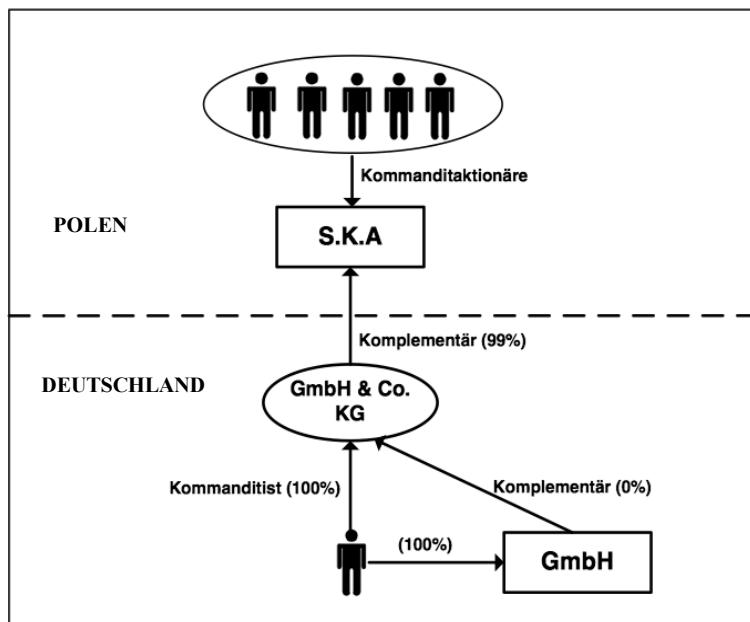 Kommanditaktionäre
POLEN
S.K.A
Komplementär (99%)
DEUTSCHLAND
GmbH & Co.
KG
Kommanditist (100%)
Komplementär (0%)
(100%)
GmbH